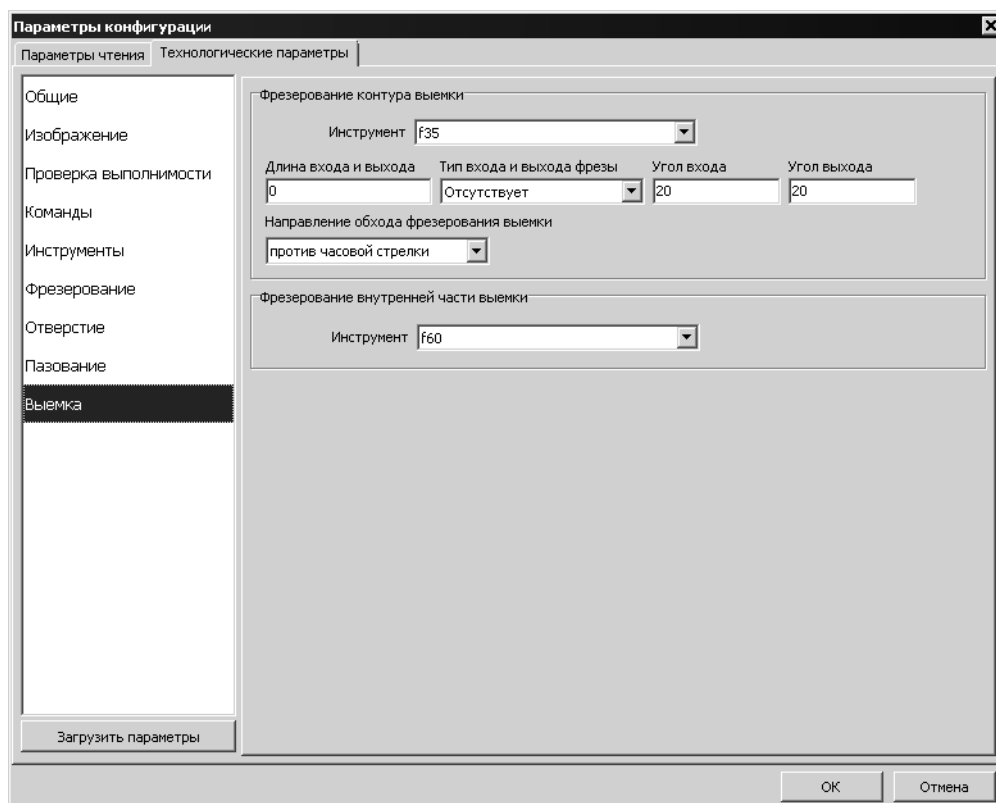 Параметры конфигурации
Параметры чтения
Технологические параметры
Общие
Изображение
Проверка выполнимости
Команды
Инструменты
Фрезерование
Отверстие
Пазование
Выемка
Загрузить параметры
Фрезерование контура выемки
Инструмент f35
Длина входа и выхода Тип входа и выхода фрезы Угол входа Угол выхода
0 Отсутствует 20 20
Направление обхода фрезерования выемки
против часовой стрелки
Фрезерование внутренней части выемки
Инструмент f60
OK Отмена